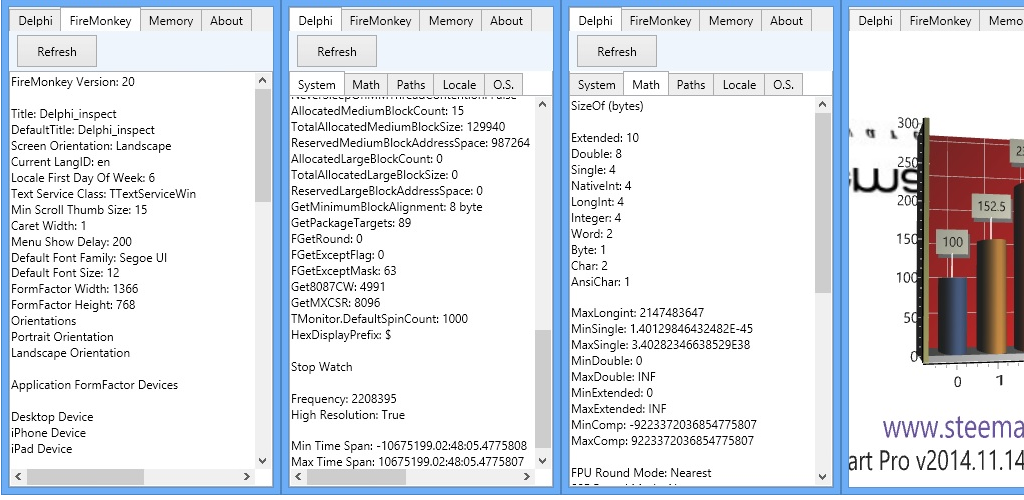 Delphi FireMonkey Memory About
Refresh
FireMonkey Version: 20
Title: Delphi_inspect
DefaultTitle: Delphi_inspect
Screen Orientation: Landscape
Current LangID: en
Locale First Day Of Week: 6
Text Service Class: TTextServiceWin
Min Scroll Thumb Size: 15
Caret Width: 1
Menu Show Delay: 200
Default Font Family: Segoe UI
Default Font Size: 12
FormFactor Width: 1366
FormFactor Height: 768
Orientations
Portrait Orientation
Landscape Orientation
Application FormFactor Devices
Desktop Device
iPhone Device
iPad Device
Delphi FireMonkey Memory About
Refresh
System Math Paths Locale O.S.
AllocatedMediumBlockCount: 15
TotalAllocatedMediumBlockSize: 129940
ReservedMediumBlockAddressSpace: 987264
AllocatedLargeBlockCount: 0
TotalAllocatedLargeBlockSize: 0
ReservedLargeBlockAddressSpace: 0
GetMinimumBlockAlignment: 8 byte
GetPackageTargets: 89
FGetRound: 0
FGetExceptFlag: 0
FGetExceptMask: 63
Get8087CW: 4991
GetMXCSR: 8096
TMonitor.DefaultSpinCount: 1000
HexDisplayPrefix: $
Stop Watch
Frequency: 2208395
High Resolution: True
Min Time Span: -10675199.02:48:05.4775808
Max Time Span: 10675199.02:48:05.4775807
Delphi FireMonkey Memory About
Refresh
System Math Paths Locale O.S.
SizeOf (bytes)
Extended: 10
Double: 8
Single: 4
NativeInt: 4
LongInt: 4
Integer: 4
Word: 2
Byte: 1
Char: 2
AnsiChar: 1
MaxLongint: 2147483647
MinSingle: 1.40129846432482E-45
MaxSingle: 3.40282346638529E38
MinDouble: 0
MaxDouble: INF
MinExtended: 0
MaxExtended: INF
MinComp: -9223372036854775807
MaxComp: 9223372036854775807
FPU Round Mode: Nearest
Delphi FireMonkey Memo
300
250
200
150
100
50
0
100
152.5
23
0 1
www.steema
art Pro v2014.11.14